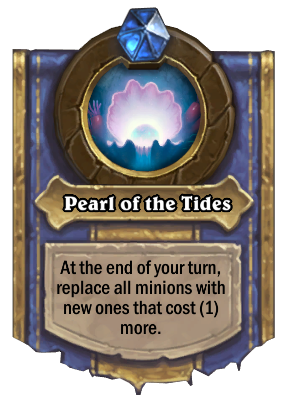 Pearl of the Tides
At the end of your turn,
replace all minions with
new ones that cost (1)
more.